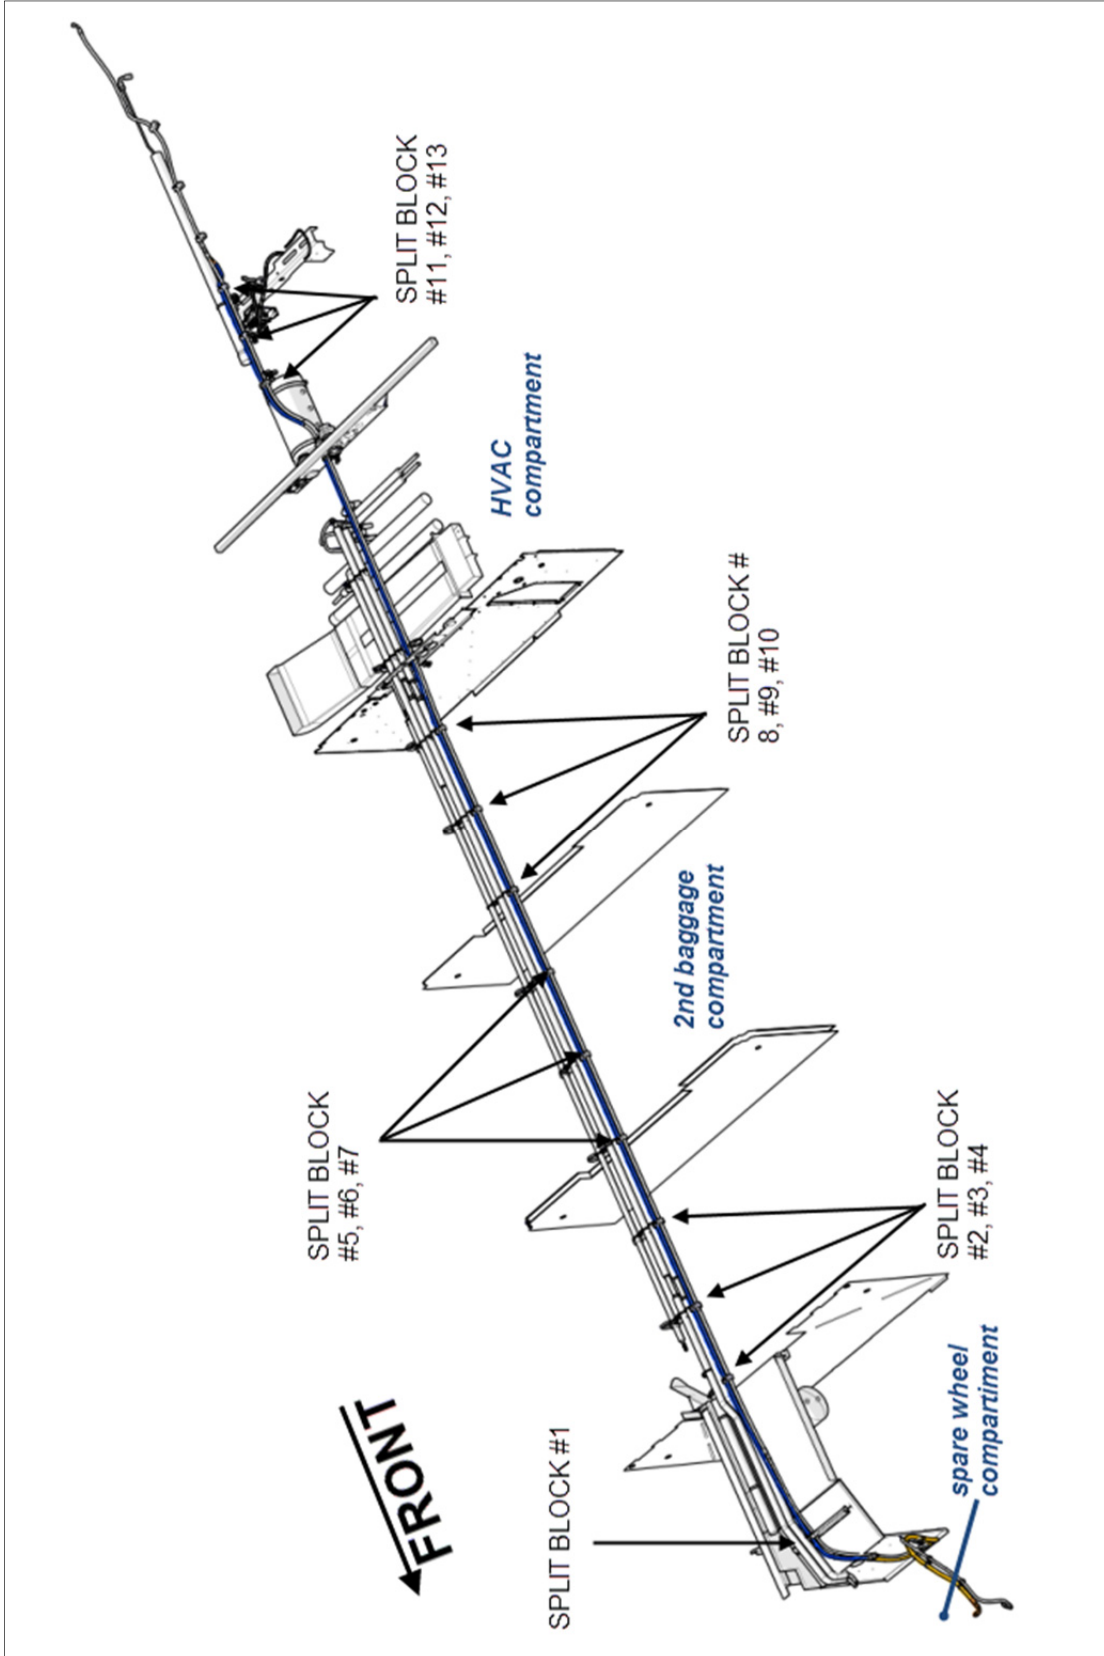 SPLIT BLOCK
#11, #12, #13
HVAC
compartment
SPLIT BLOCK #
8, #9, #10
2nd baggage
compartment
SPLIT BLOCK
#5, #6, #7
SPLIT BLOCK
#2, #3, #4
FRONT
SPLIT BLOCK #1
spare wheel
compartiment